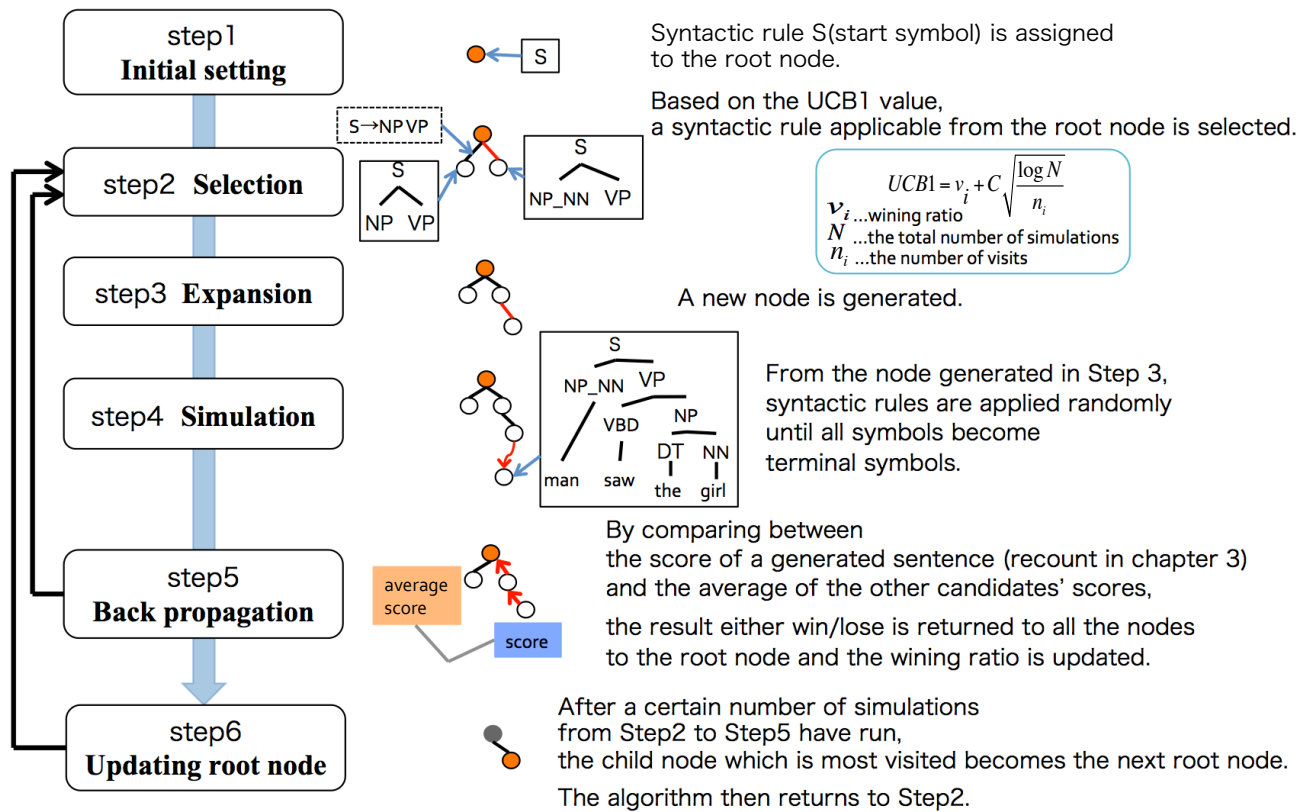 step1
Initial setting
S
Syntactic rule S(start symbol) is assigned
to the root node.
Based on the UCB1 value,
a syntactic rule applicable from the root node is selected.
step2 Selection
S→NP VP
S
NP VP
S
NP_NN VP
UCB1 = v_i + C √(log N / n_i)
v_i ...wining ratio
N ...the total number of simulations
n_i ...the number of visits
step3 Expansion
A new node is generated.
step4 Simulation
S
NP_NN VP
VBD NP
DT NN
man saw the girl
From the node generated in Step 3,
syntactic rules are applied randomly
until all symbols become
terminal symbols.
step5
Back propagation
average
score
score
By comparing between
the score of a generated sentence (recount in chapter 3)
and the average of the other candidates' scores,
the result either win/lose is returned to all the nodes
to the root node and the wining ratio is updated.
step6
Updating root node
After a certain number of simulations
from Step2 to Step5 have run,
the child node which is most visited becomes the next root node.
The algorithm then returns to Step2.